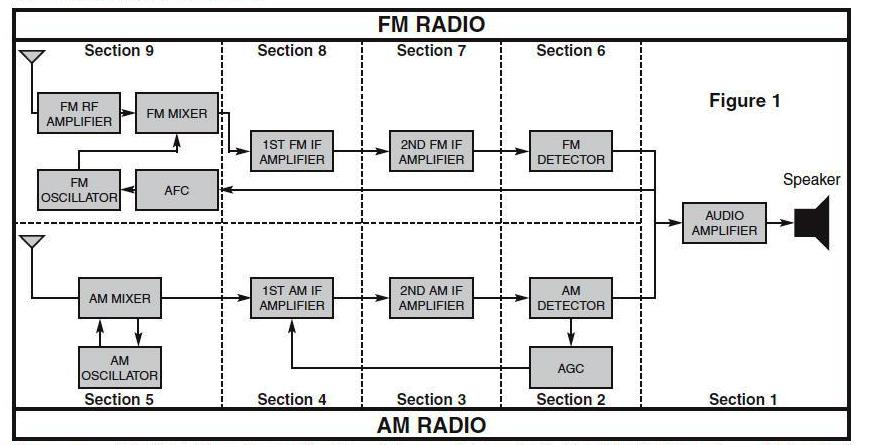 FM RADIO
Section 9
Section 8
Section 7
Section 6
Figure 1
FM RF
AMPLIFIER
FM MIXER
1ST FM IF
AMPLIFIER
2ND FM IF
AMPLIFIER
FM
DETECTOR
FM
OSCILLATOR
AFC
Speaker
AUDIO
AMPLIFIER
AM MIXER
1ST AM IF
AMPLIFIER
2ND AM IF
AMPLIFIER
AM
DETECTOR
AM
OSCILLATOR
AGC
Section 5
Section 4
Section 3
Section 2
Section 1
AM RADIO